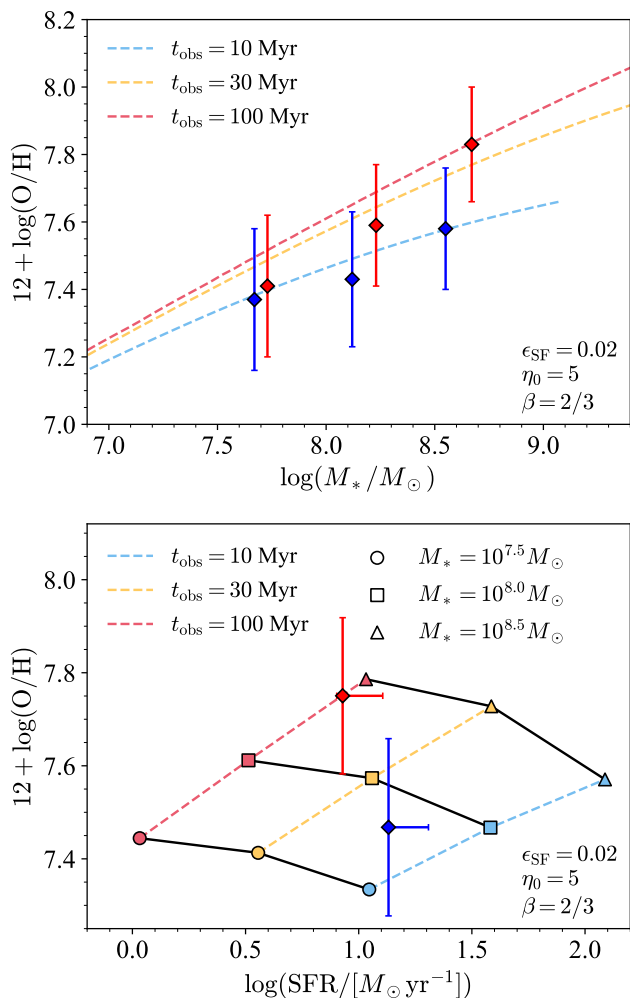 12 + log(O/H)
8.2
8.0
7.8
7.6
7.4
7.2
7.0
t_obs = 10 Myr
t_obs = 30 Myr
t_obs = 100 Myr
ϵ_SF = 0.02
η_0 = 5
β = 2/3
7.0 7.5 8.0 8.5 9.0
log(M_*/M_⊙)
12 + log(O/H)
8.0
7.8
7.6
7.4
t_obs = 10 Myr
t_obs = 30 Myr
t_obs = 100 Myr
M_* = 10^{7.5} M_⊙
M_* = 10^{8.0} M_⊙
M_* = 10^{8.5} M_⊙
ϵ_SF = 0.02
η_0 = 5
β = 2/3
0.0 0.5 1.0 1.5 2.0
log(SFR/[M_⊙ yr^{-1}])